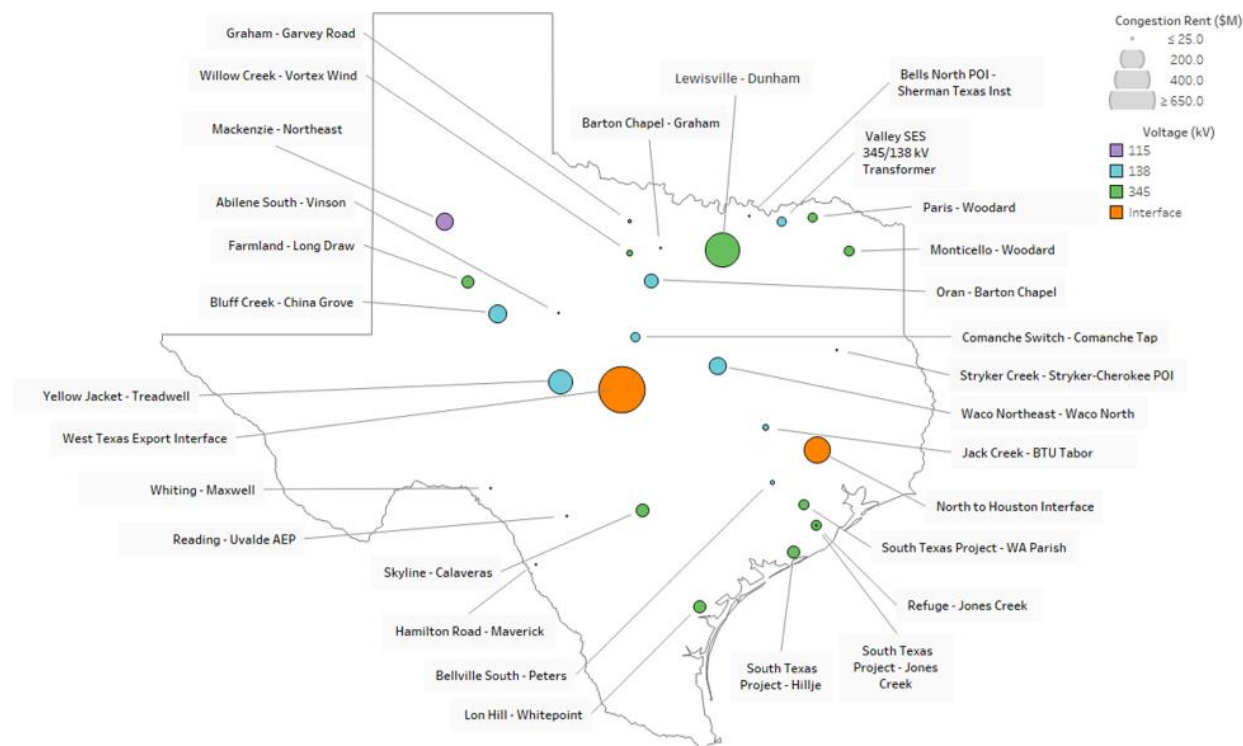 Graham - Garvey Road
Willow Creek - Vortex Wind
Mackenzie - Northeast
Abilene South - Vinson
Farmland - Long Draw
Bluff Creek - China Grove
Yellow Jacket - Treadwell
West Texas Export Interface
Whiting - Maxwell
Reading - Uvalde AEP
Skyline - Calaveras
Hamilton Road - Maverick
Bellville South - Peters
Lon Hill - Whitepoint
Barton Chapel - Graham
Lewisville - Dunham
Bells North POI -
Sherman Texas Inst
Valley SES
345/138 kV
Transformer
Paris - Woodard
Monticello - Woodard
Oran - Barton Chapel
Comanche Switch - Comanche Tap
Stryker Creek - Stryker-Cherokee POI
Waco Northeast - Waco North
Jack Creek - BTU Tabor
North to Houston Interface
South Texas Project - WA Parish
Refuge - Jones Creek
South Texas
Project - Jones
Creek
South Texas
Project - Hillje
Congestion Rent ($M)
≤ 25.0
200.0
400.0
≥ 650.0
Voltage (kV)
115
138
345
Interface